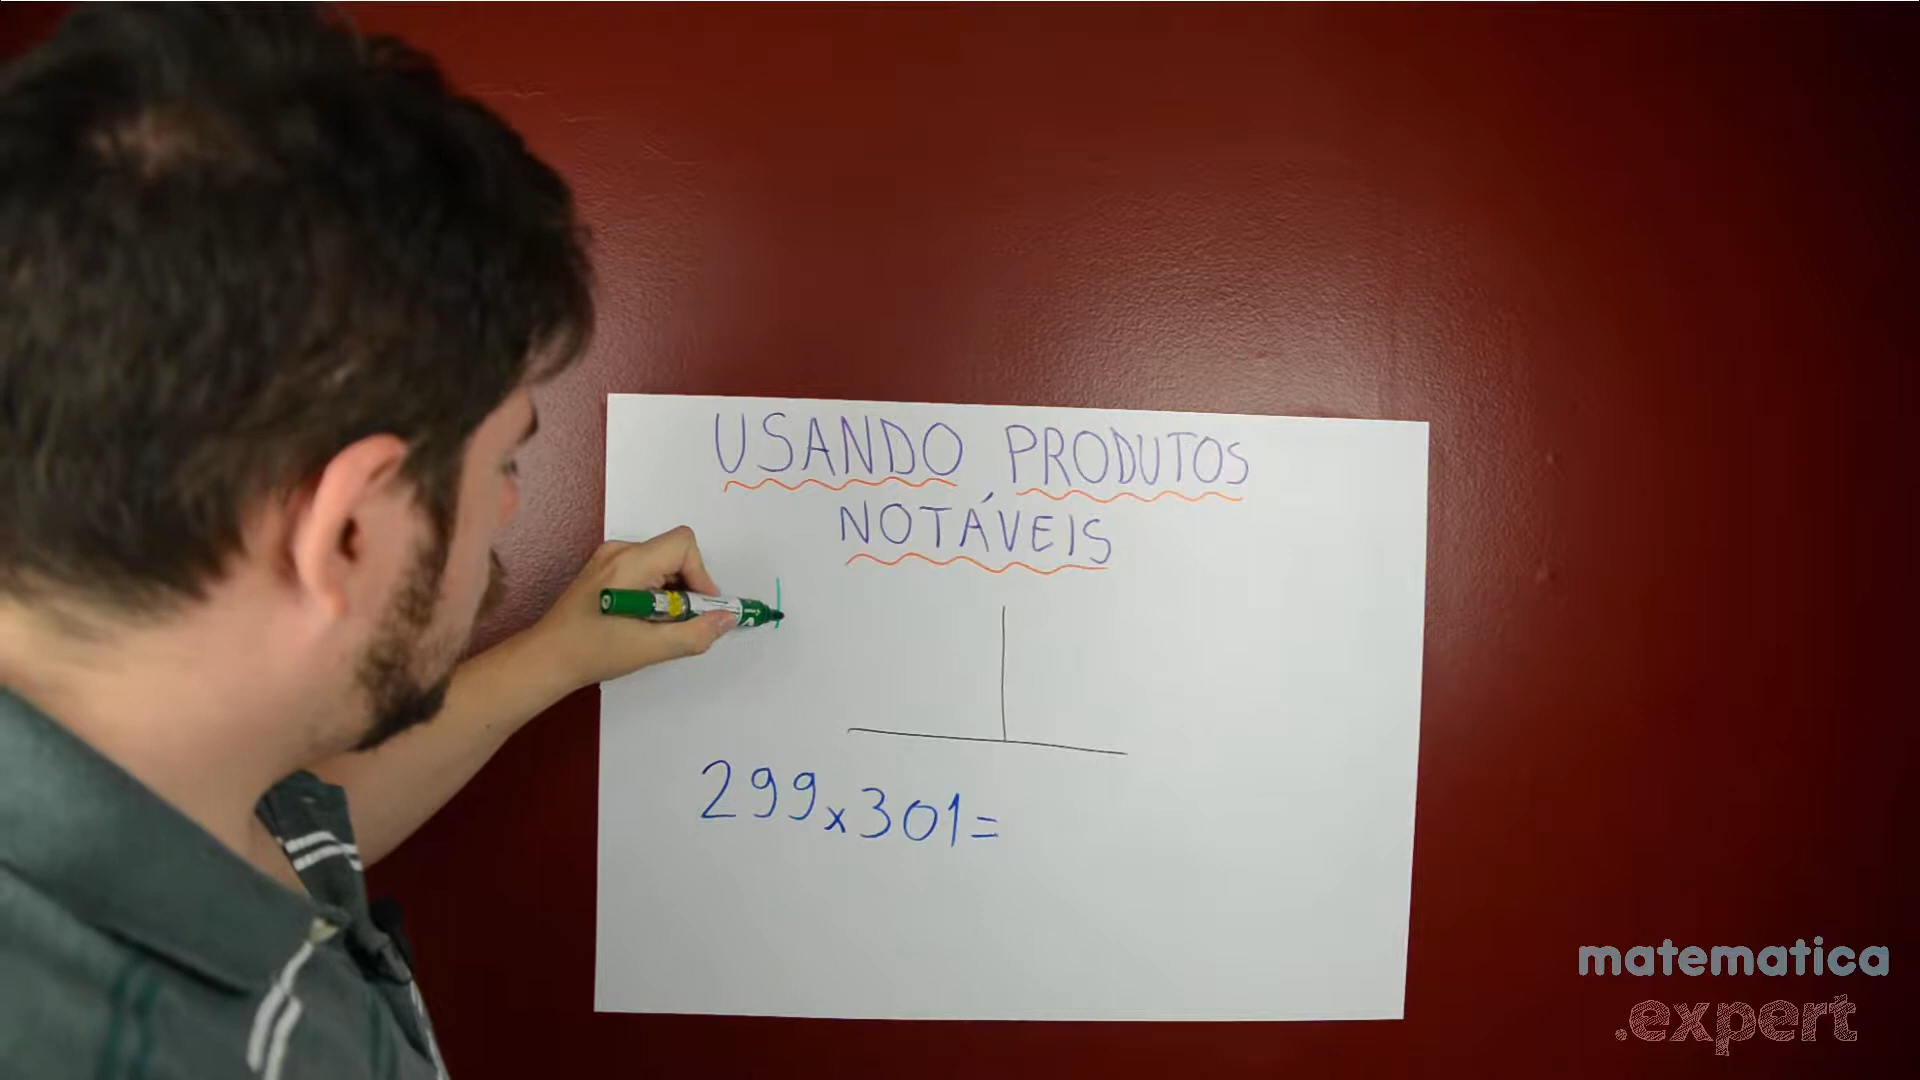 USANDO PRODUTOS
NOTÁVEIS
299x301=
matematica
.expert